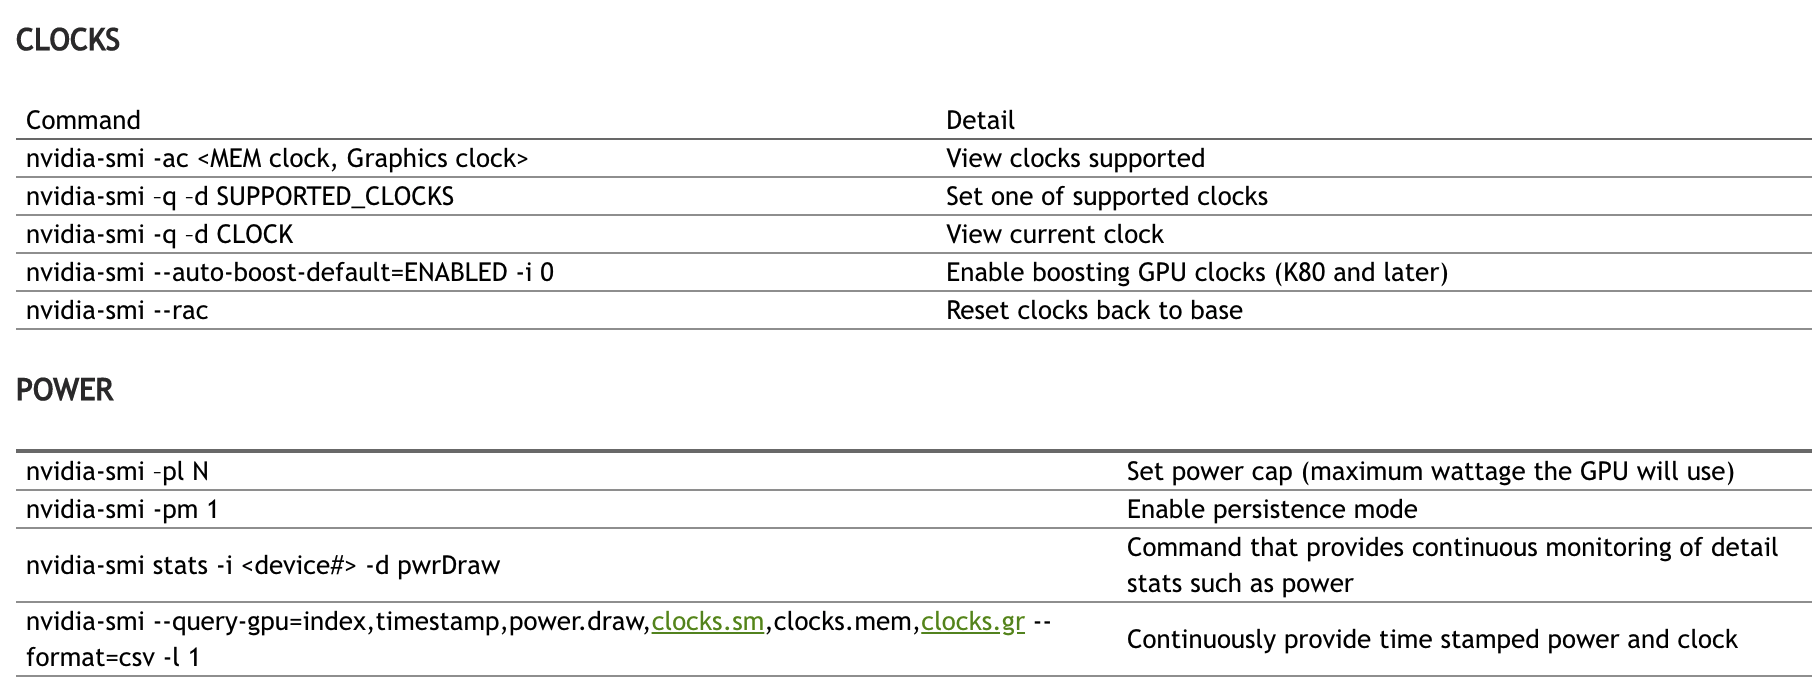 CLOCKS
Command Detail
nvidia-smi -ac <MEM clock, Graphics clock> View clocks supported
nvidia-smi –q –d SUPPORTED_CLOCKS Set one of supported clocks
nvidia-smi -q –d CLOCK View current clock
nvidia-smi --auto-boost-default=ENABLED -i 0 Enable boosting GPU clocks (K80 and later)
nvidia-smi --rac Reset clocks back to base
POWER
nvidia-smi –pl N Set power cap (maximum wattage the GPU will use)
nvidia-smi -pm 1 Enable persistence mode
nvidia-smi stats -i <device#> -d pwrDraw Command that provides continuous monitoring of detail
stats such as power
nvidia-smi --query-gpu=index,timestamp,power.draw,clocks.sm,clocks.mem,clocks.gr --
format=csv -l 1 Continuously provide time stamped power and clock